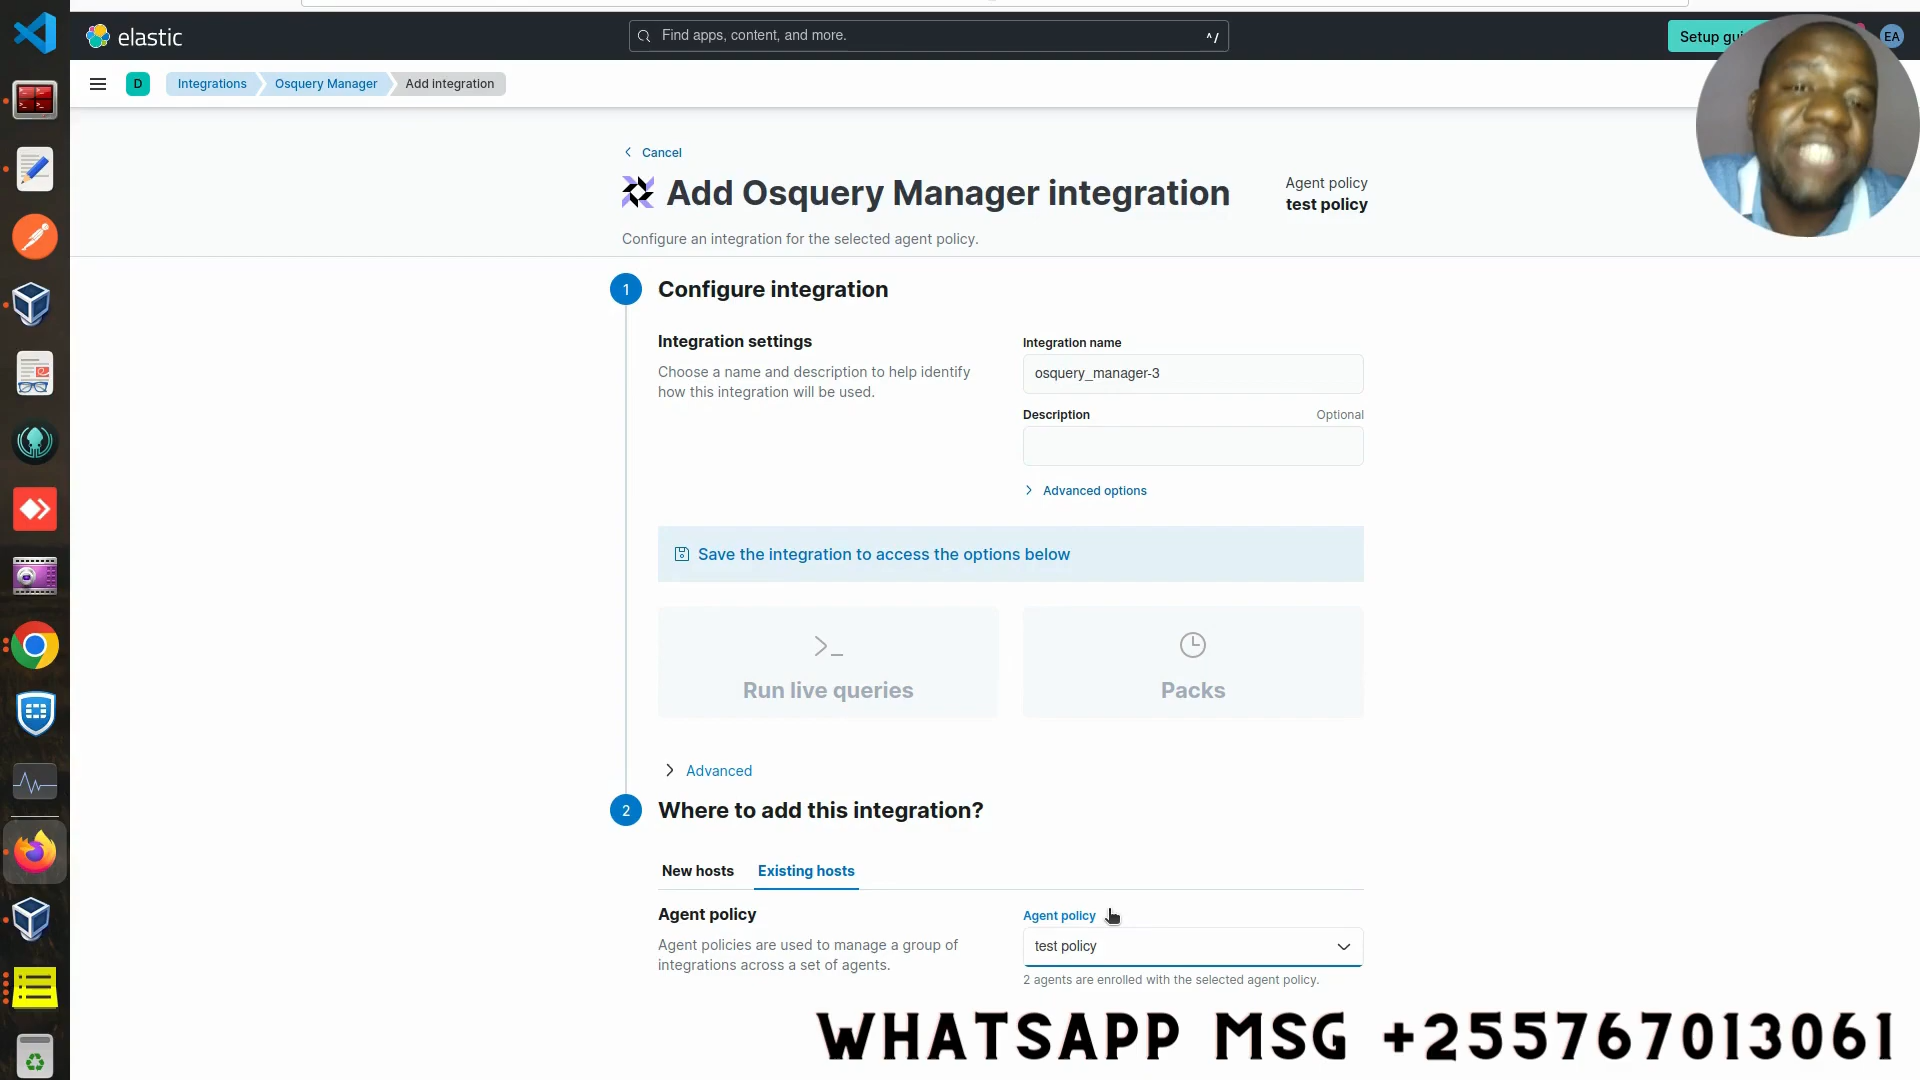 elastic
Find apps, content, and more.
^/
EA
D
Integrations
Osquery Manager
Add integration
Cancel
Add Osquery Manager integration
Agent policy
test policy
Configure an integration for the selected agent policy.
1
Configure integration
Integration settings
Choose a name and description to help identify
how this integration will be used.
Integration name
osquery_manager-3
Description
Optional
Advanced options
Save the integration to access the options below
Run live queries
Packs
Advanced
2
Where to add this integration?
New hosts
Existing hosts
Agent policy
Agent policies are used to manage a group of
integrations across a set of agents.
Agent policy
test policy
2 agents are enrolled with the selected agent policy.
WHATSAPP MSG +255767013061